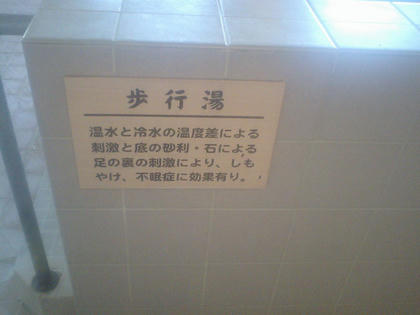 歩行湯
温水と冷水の温度差による
刺激と底の砂利・石による
足の裏の刺激により、しも
やけ、不眠症に効果有り。